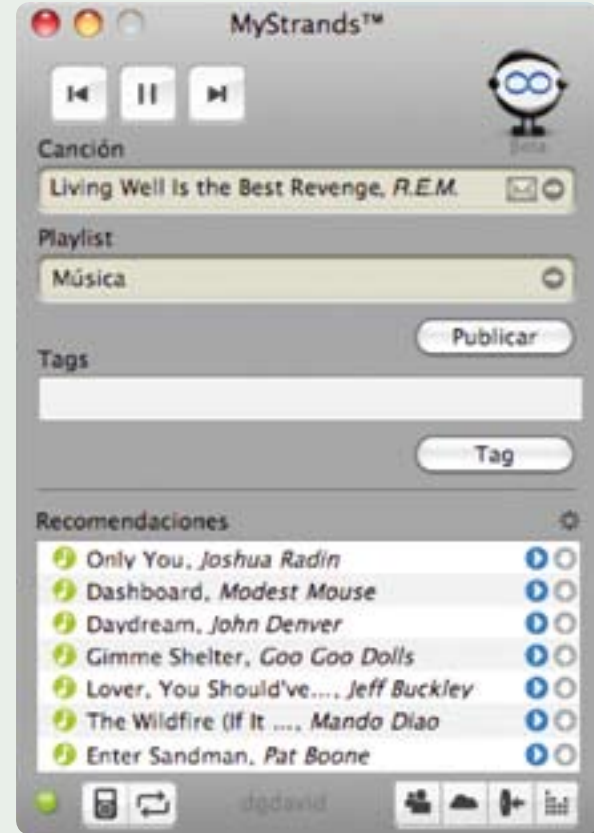 MyStrands™
Beta
Canción
Living Well Is the Best Revenge, R.E.M.
Playlist
Música
Publicar
Tags
Tag
Recomendaciones
Only You, Joshua Radin
Dashboard, Modest Mouse
Daydream, John Denver
Gimme Shelter, Goo Goo Dolls
Lover, You Should've..., Jeff Buckley
The Wildfire (If It ..., Mando Diao
Enter Sandman, Pat Boone
dgdavid